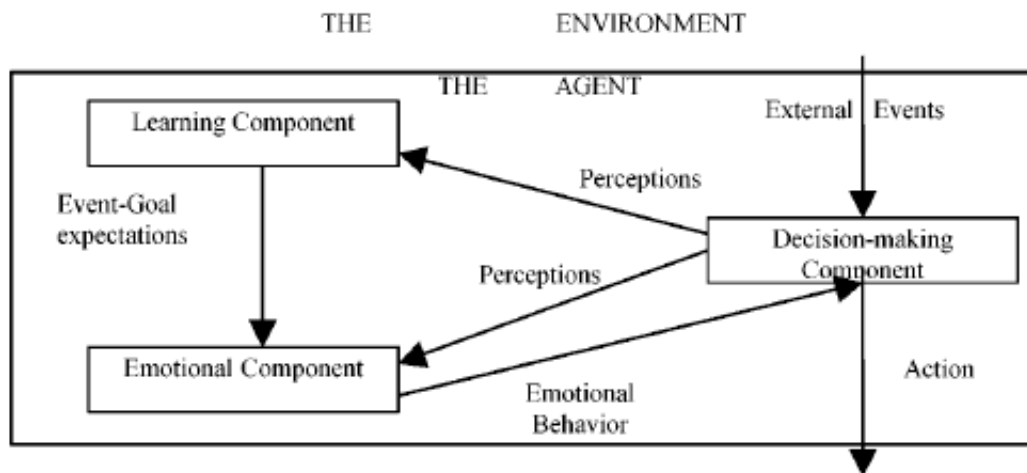 THE ENVIRONMENT
THE AGENT
Learning Component
External Events
Perceptions
Event-Goal
expectations
Decision-making
Component
Perceptions
Emotional Component
Emotional
Behavior
Action